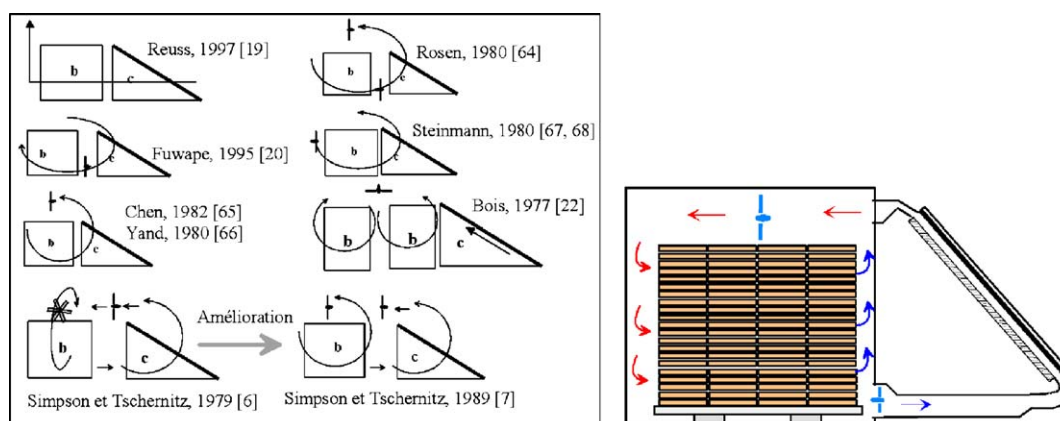 Reuss, 1997 [19]
b
c
Rosen, 1980 [64]
b
c
Fuwape, 1995 [20]
b
c
Steinmann, 1980 [67, 68]
b
c
Chen, 1982 [65]
Yand, 1980 [66]
b
c
Bois, 1977 [22]
b
b
c
b
c
Amélioration
b
c
Simpson et Tschernitz, 1979 [6]
Simpson et Tschernitz, 1989 [7]